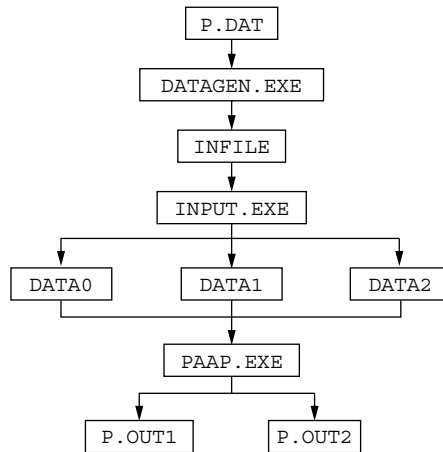 P.DAT
DATAGEN.EXE
INFILE
INPUT.EXE
DATA0
DATA1
DATA2
PAAP.EXE
P.OUT1
P.OUT2